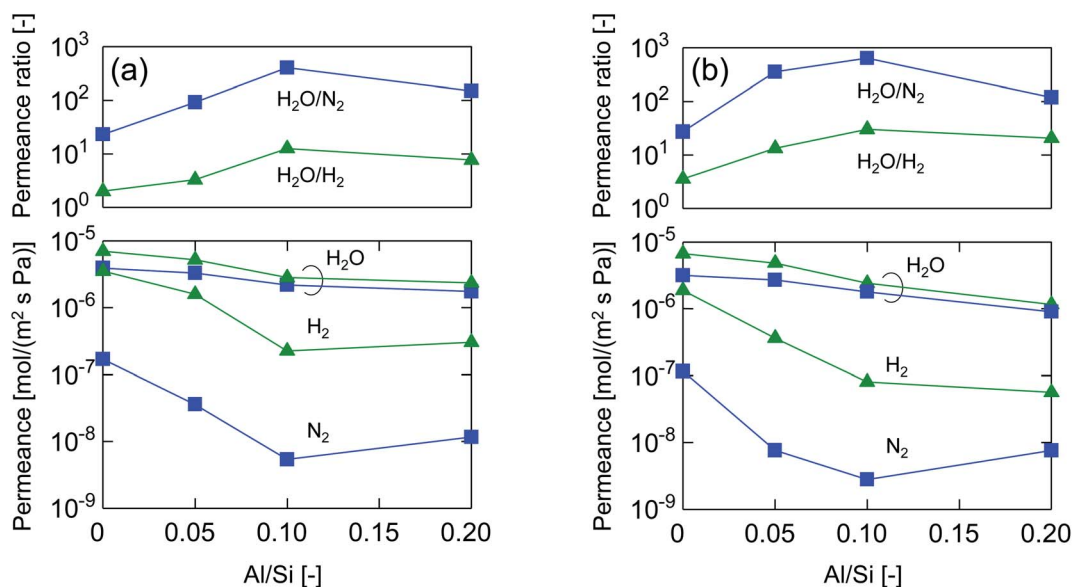 (a)
Permeance ratio [-]
10³
10²
10¹
10⁰
H₂O/N₂
H₂O/H₂
Permeance [mol/(m² s Pa)]
10⁻⁵
10⁻⁶
10⁻⁷
10⁻⁸
10⁻⁹
H₂O
H₂
N₂
0 0.05 0.10 0.15 0.20
Al/Si [-]
(b)
Permeance ratio [-]
10³
10²
10¹
10⁰
H₂O/N₂
H₂O/H₂
Permeance [mol/(m² s Pa)]
10⁻⁵
10⁻⁶
10⁻⁷
10⁻⁸
10⁻⁹
H₂O
H₂
N₂
0 0.05 0.10 0.15 0.20
Al/Si [-]